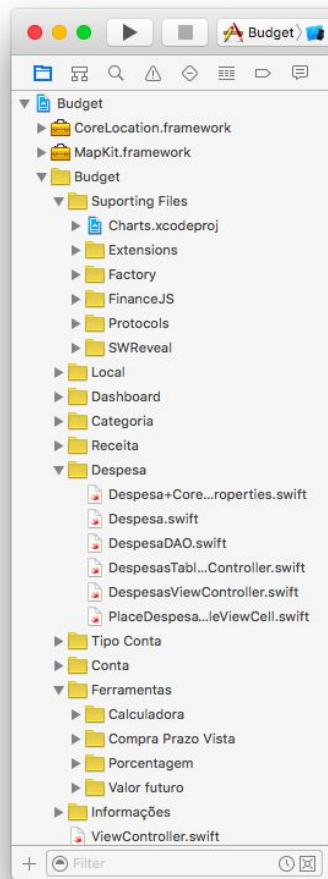 Budget
Budget
CoreLocation.framework
MapKit.framework
Budget
Suporting Files
Charts.xcodeproj
Extensions
Factory
FinanceJS
Protocols
SWReveal
Local
Dashboard
Categoria
Receita
Despesa
Despesa+Core...roperties.swift
Despesa.swift
DespesaDAO.swift
DespesasTabl...Controller.swift
DespesasViewController.swift
PlaceDespesa...leViewCell.swift
Tipo Conta
Conta
Ferramentas
Calculadora
Compra Prazo Vista
Porcentagem
Valor futuro
Informações
ViewController.swift
Filter